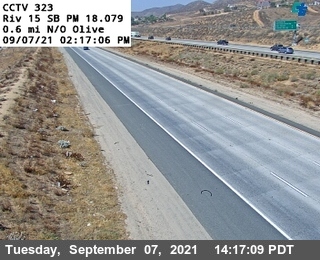 CCTV 323
Riv 15 SB PM 18.079
0.6 mi N/O Olive
09/07/21 02:17:06 PM
Tuesday, September 07, 2021 14:17:09 PDT